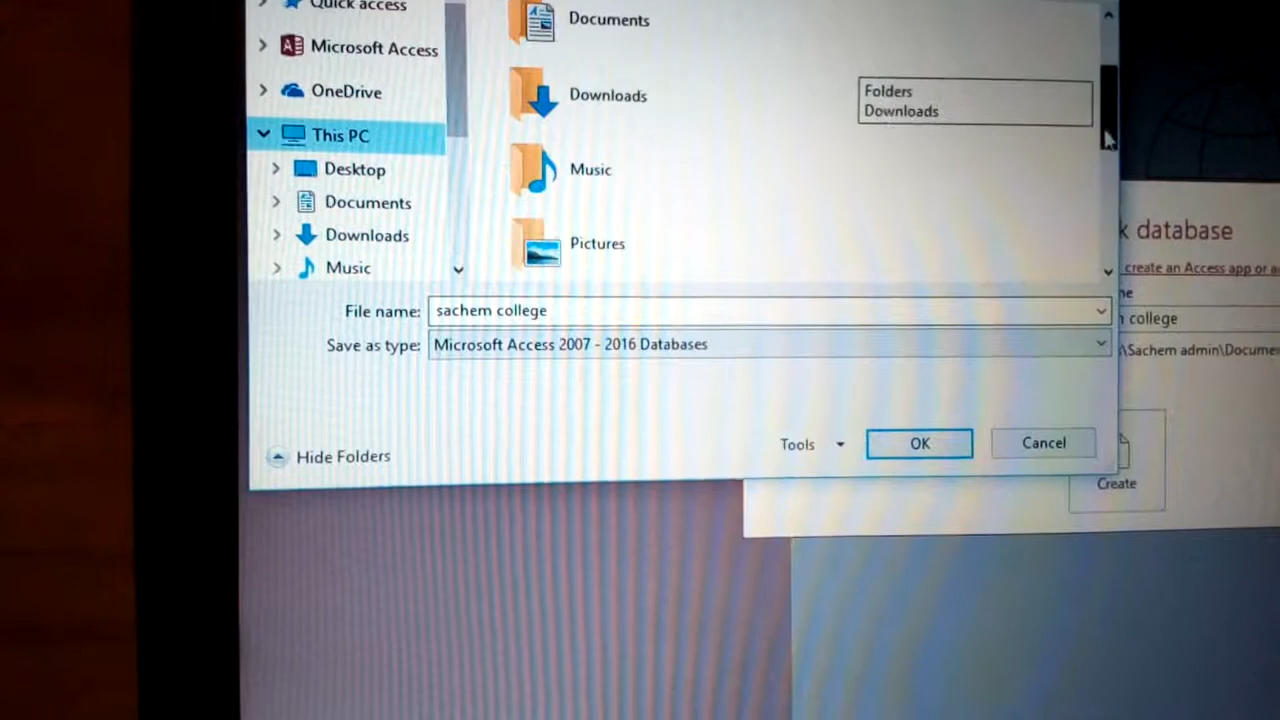 Quick access
Microsoft Access
OneDrive
This PC
Desktop
Documents
Downloads
Music
Documents
Downloads
Music
Pictures
Folders
Downloads
File name: sachem college
Save as type: Microsoft Access 2007 - 2016 Databases
Hide Folders
Tools
OK
Cancel
k database
create an Access app or a
me
college
\Sachem admin\Docume
Create